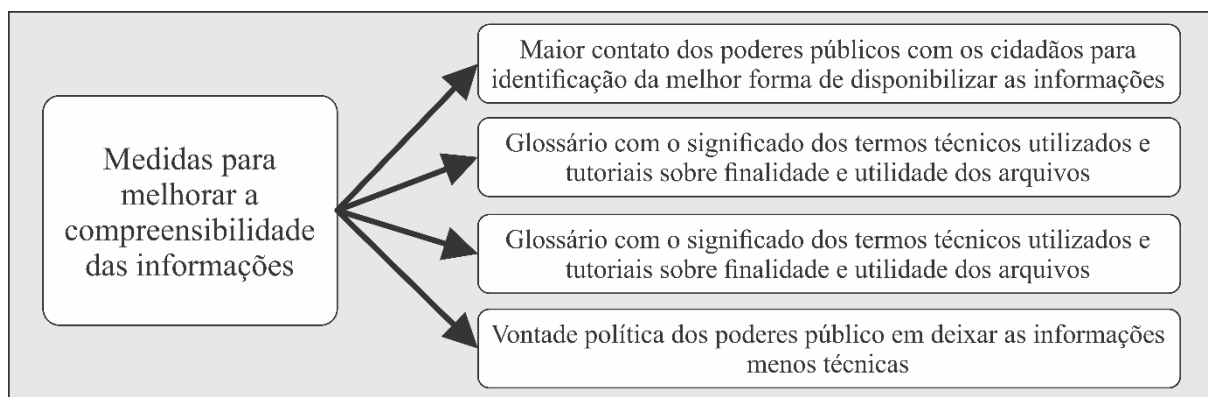 Medidas para
melhorar a
compreensibilidade
das informações
Maior contato dos poderes públicos com os cidadãos para
identificação da melhor forma de disponibilizar as informações
Glossário com o significado dos termos técnicos utilizados e
tutoriais sobre finalidade e utilidade dos arquivos
Glossário com o significado dos termos técnicos utilizados e
tutoriais sobre finalidade e utilidade dos arquivos
Vontade política dos poderes público em deixar as informações
menos técnicas